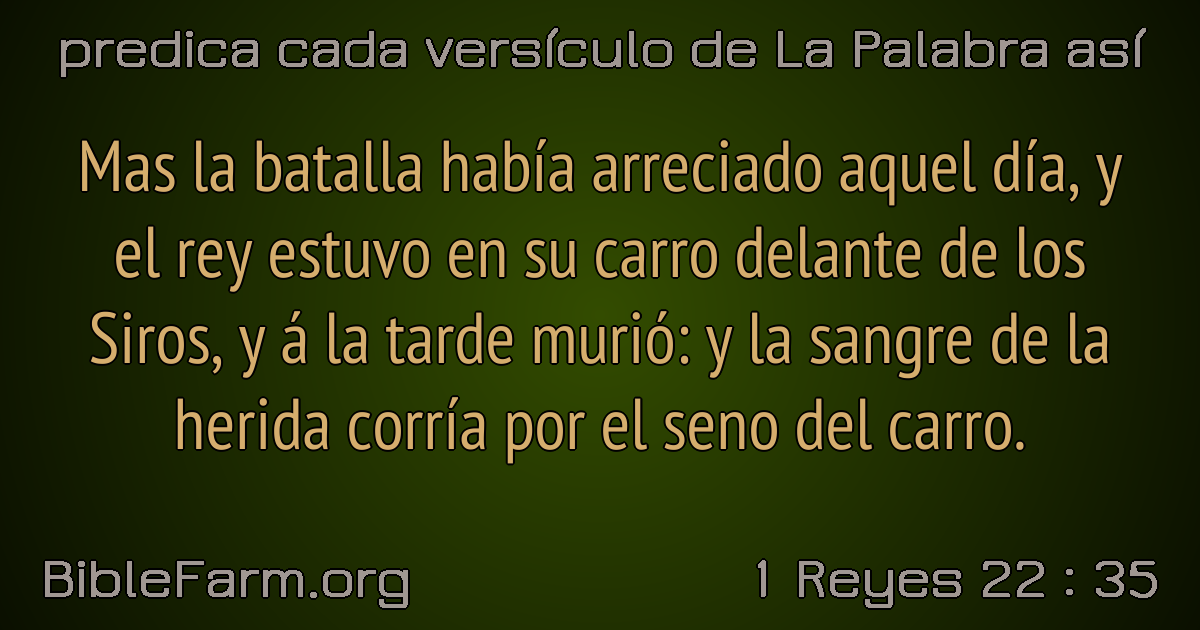 predica cada versículo de La Palabra así
Mas la batalla había arreciado aquel día, y
el rey estuvo en su carro delante de los
Siros, y á la tarde murió: y la sangre de la
herida corría por el seno del carro.
BibleFarm.org
1 Reyes 22 : 35